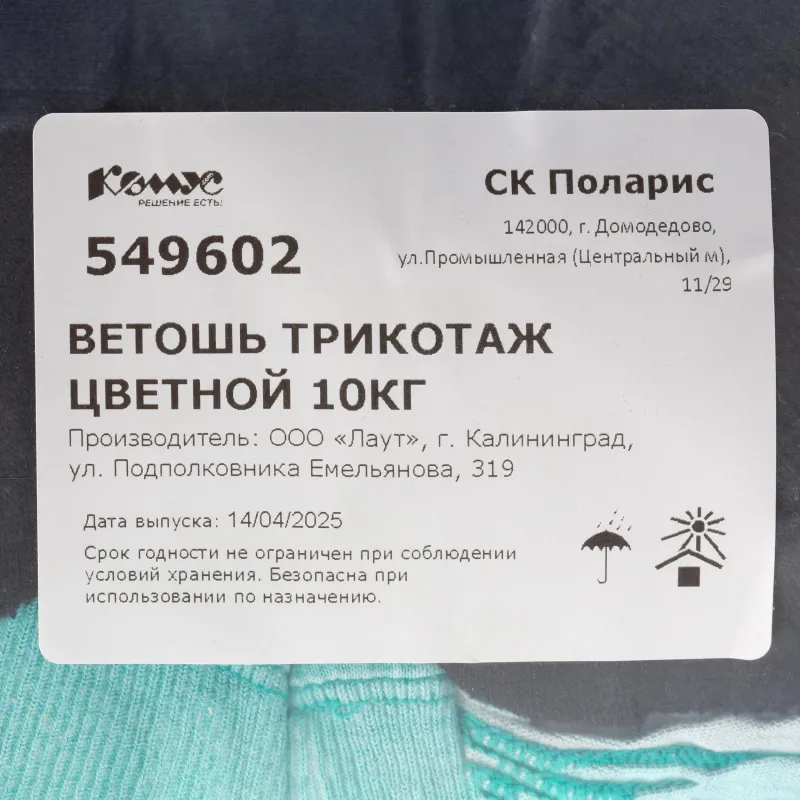 Комус
РЕШЕНИЕ ЕСТЬ!
549602
СК Поларис
142000, г. Домодедово,
ул.Промышленная (Центральный м),
11/29
ВЕТОШЬ ТРИКОТАЖ
ЦВЕТНОЙ 10КГ
Производитель: ООО «Лаут», г. Калининград,
ул. Подполковника Емельянова, 319
Дата выпуска: 14/04/2025
Срок годности не ограничен при соблюдении
условий хранения. Безопасна при
использовании по назначению.